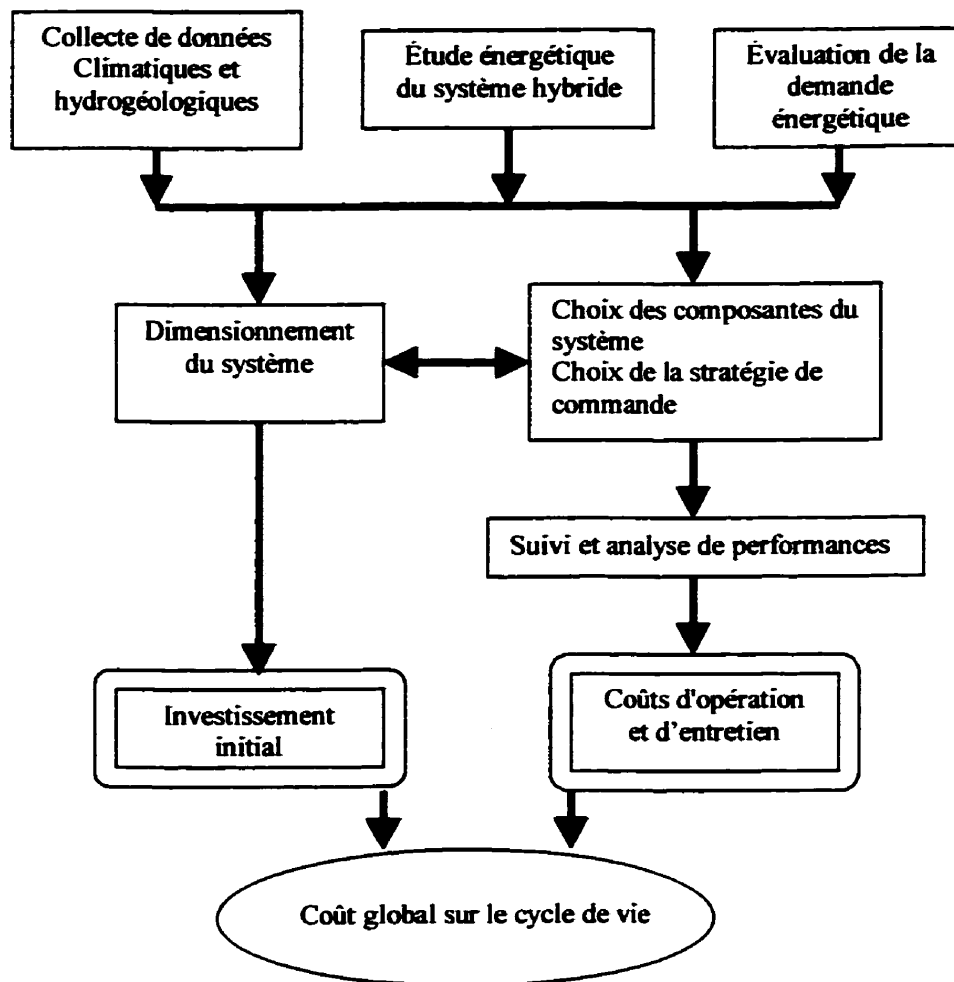 Collecte de données
Climatiques et
hydrogéologiques
Étude énergétique
du système hybride
Évaluation de la
demande
énergétique
Dimensionnement
du système
Choix des composantes du
système
Choix de la stratégie de
commande
Suivi et analyse de performances
Investissement
initial
Coûts d'opération
et d'entretien
Coût global sur le cycle de vie